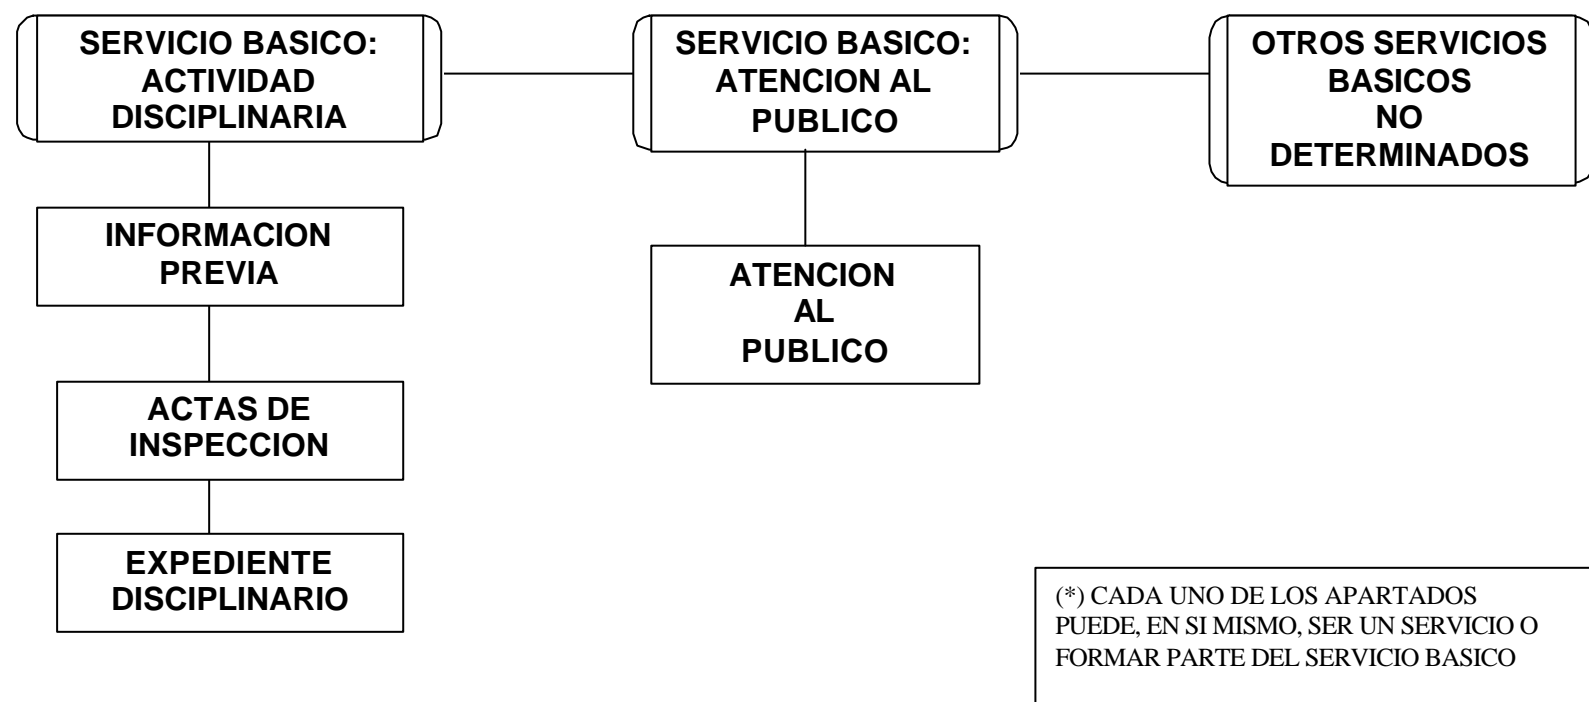 SERVICIO BASICO:
ACTIVIDAD
DISCIPLINARIA
SERVICIO BASICO:
ATENCION AL
PUBLICO
OTROS SERVICIOS
BASICOS
NO
DETERMINADOS
INFORMACION
PREVIA
ATENCION
AL
PUBLICO
ACTAS DE
INSPECCION
EXPEDIENTE
DISCIPLINARIO
(*) CADA UNO DE LOS APARTADOS
PUEDE, EN SI MISMO, SER UN SERVICIO O
FORMAR PARTE DEL SERVICIO BASICO